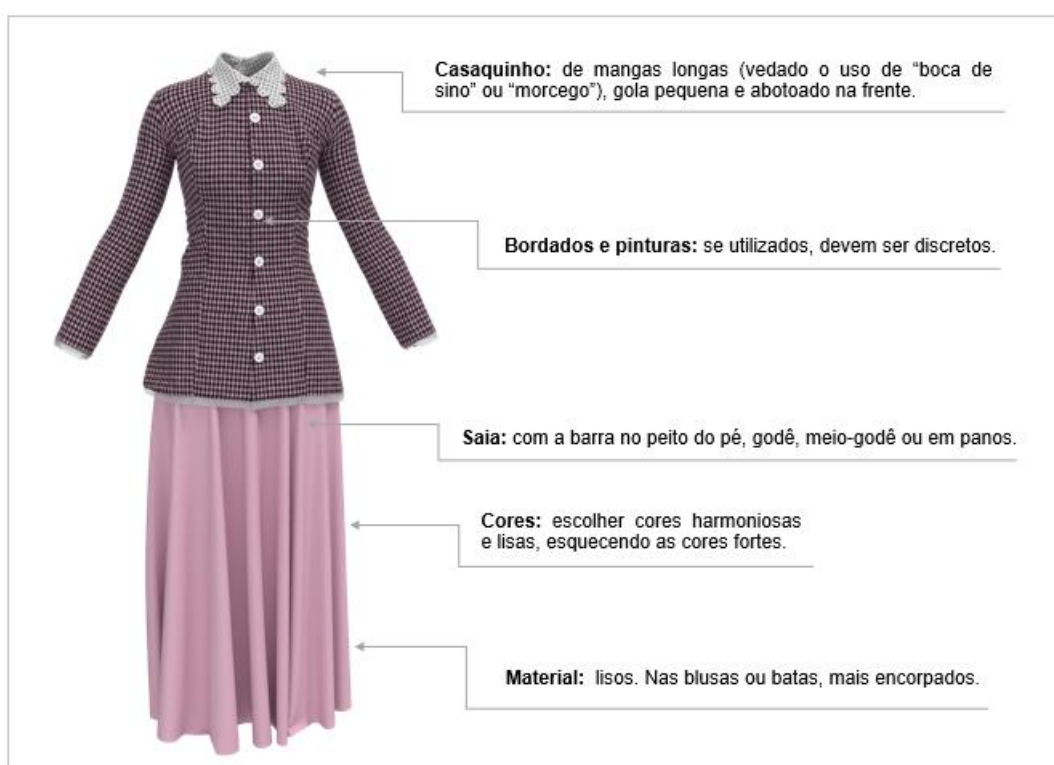 Casaquinho: de mangas longas (vedado o uso de “boca de
sino” ou “morcego”), gola pequena e abotoado na frente.
Bordados e pinturas: se utilizados, devem ser discretos.
Saia: com a barra no peito do pé, godê, meio-godê ou em panos.
Cores: escolher cores harmoniosas
e lisas, esquecendo as cores fortes.
Material: lisos. Nas blusas ou batas, mais encorpados.